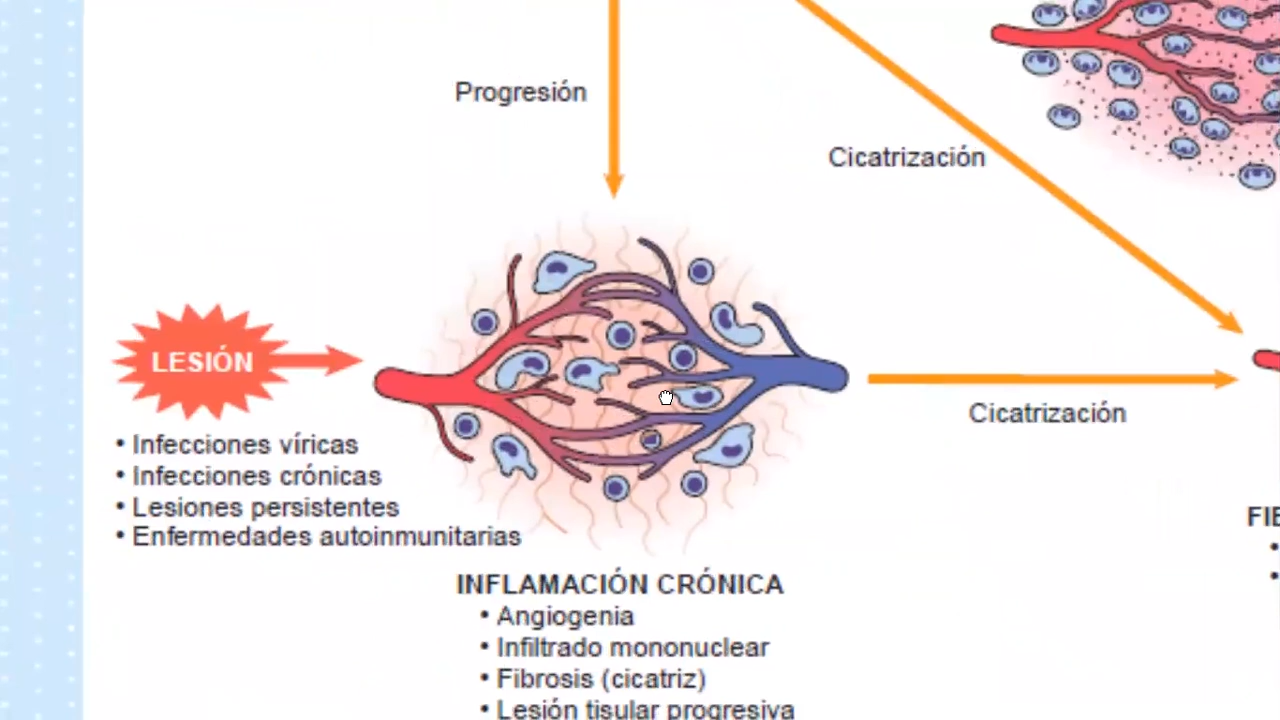 Progresión
Cicatrización
LESIÓN
• Infecciones víricas
• Infecciones crónicas
• Lesiones persistentes
• Enfermedades autoinmunitarias
Cicatrización
INFLAMACIÓN CRÓNICA
• Angiogenia
• Infiltrado mononuclear
• Fibrosis (cicatriz)
• Lesión tisular progresiva